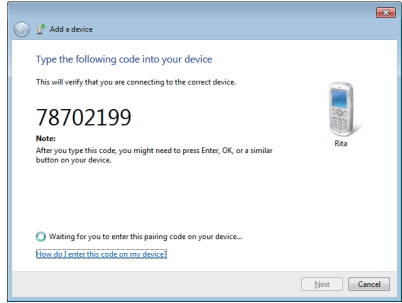 Add a device
Type the following code into your device
This will verify that you are connecting to the correct device.
78702199
Note:
After you type this code, you might need to press Enter, OK, or a similar
button on your device.
Rita
Waiting for you to enter this pairing code on your device...
How do I enter this code on my device?
Next
Cancel